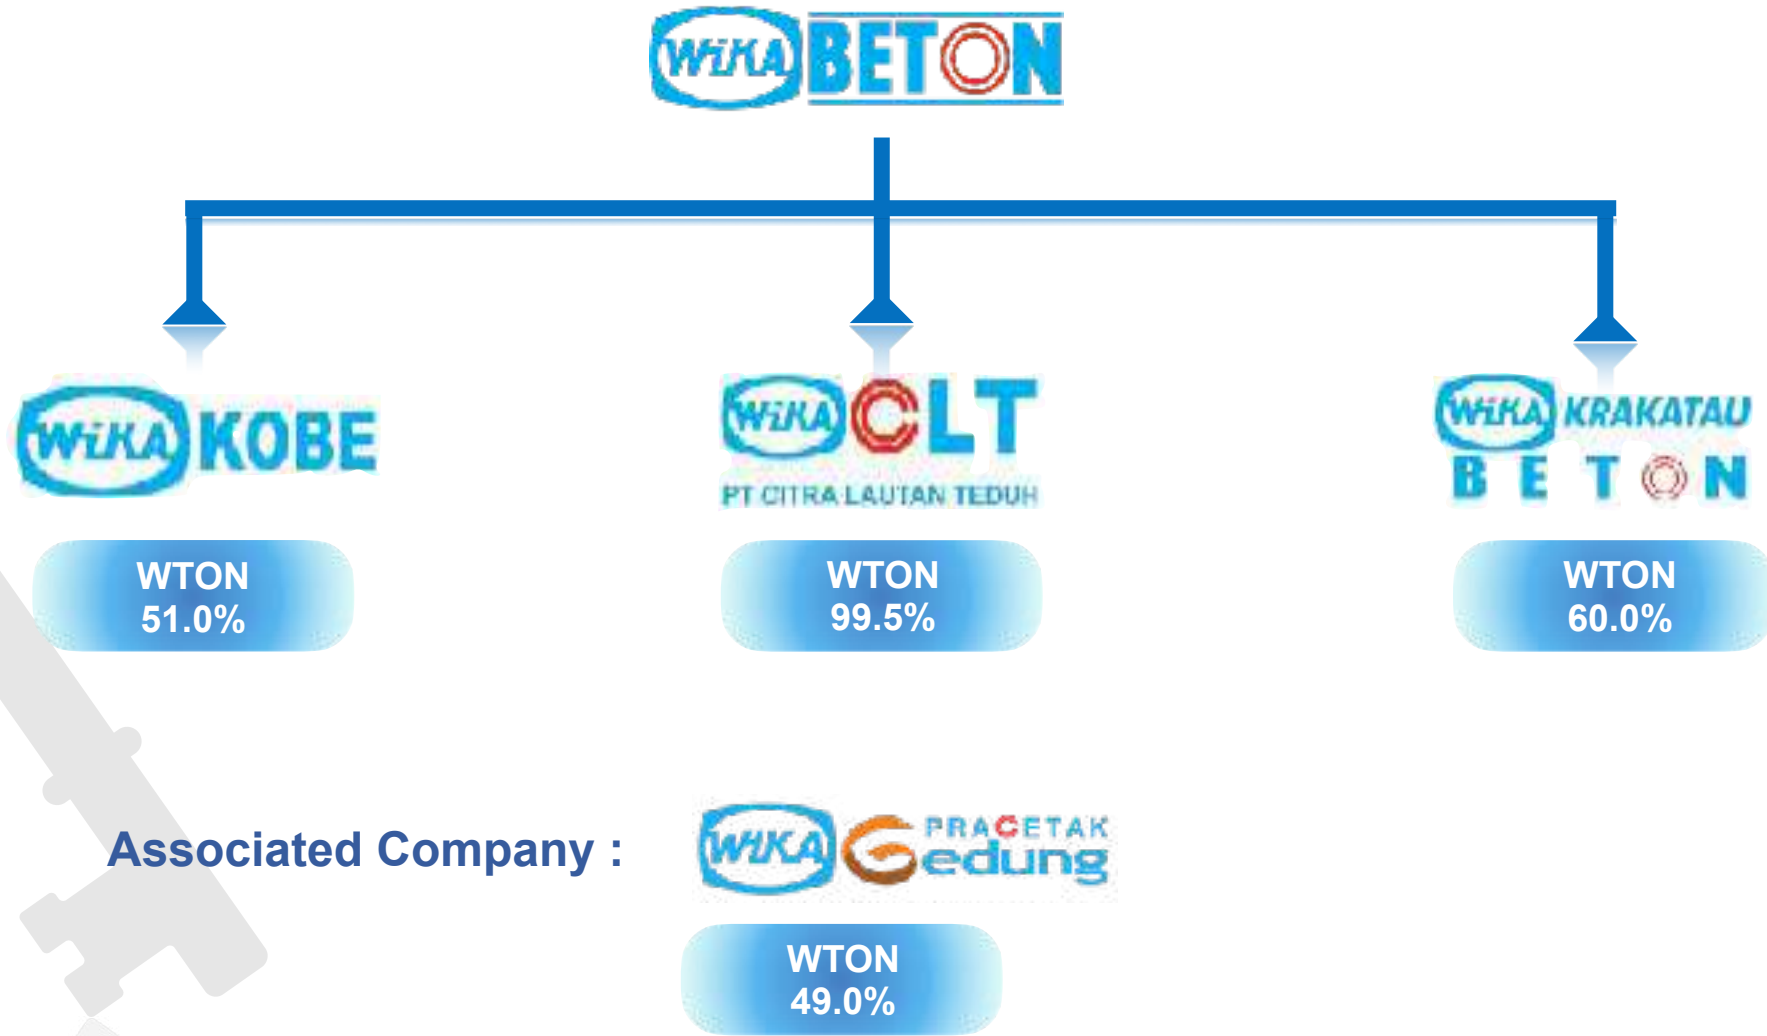 WiKA BETON
WiKA KOBE
WiKA CLT
PT CITRA LAUTAN TEDUH
WiKA KRAKATAU
BETON
WTON
51.0%
WTON
99.5%
WTON
60.0%
Associated Company :
WIKA PRACETAK
Gedung
WTON
49.0%